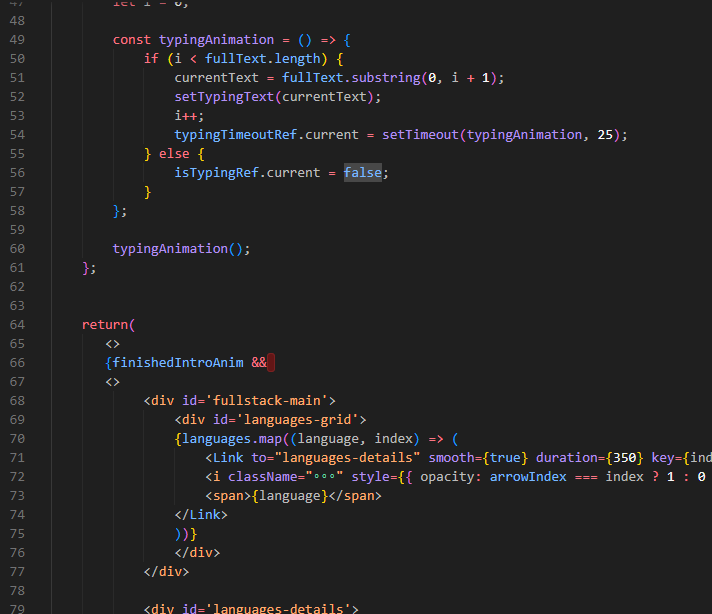 47 let i = 0;
48
49 const typingAnimation = () => {
50 if (i < fullText.length) {
51 currentText = fullText.substring(0, i + 1);
52 setTypingText(currentText);
53 i++;
54 typingTimeoutRef.current = setTimeout(typingAnimation, 25);
55 } else {
56 isTypingRef.current = false;
57 }
58 };
59
60 typingAnimation();
61 };
62
63
64 return(
65 <>
66 {finishedIntroAnim &&
67 <>
68 <div id='fullstack-main'>
69 <div id='languages-grid'>
70 {languages.map((language, index) => (
71 <Link to="languages-details" smooth={true} duration={350} key={ind
72 <i className="∘∘∘" style={{ opacity: arrowIndex === index ? 1 : 0
73 <span>{language}</span>
74 </Link>
75 ))}
76 </div>
77 </div>
78
79 <div id='languages-details'>